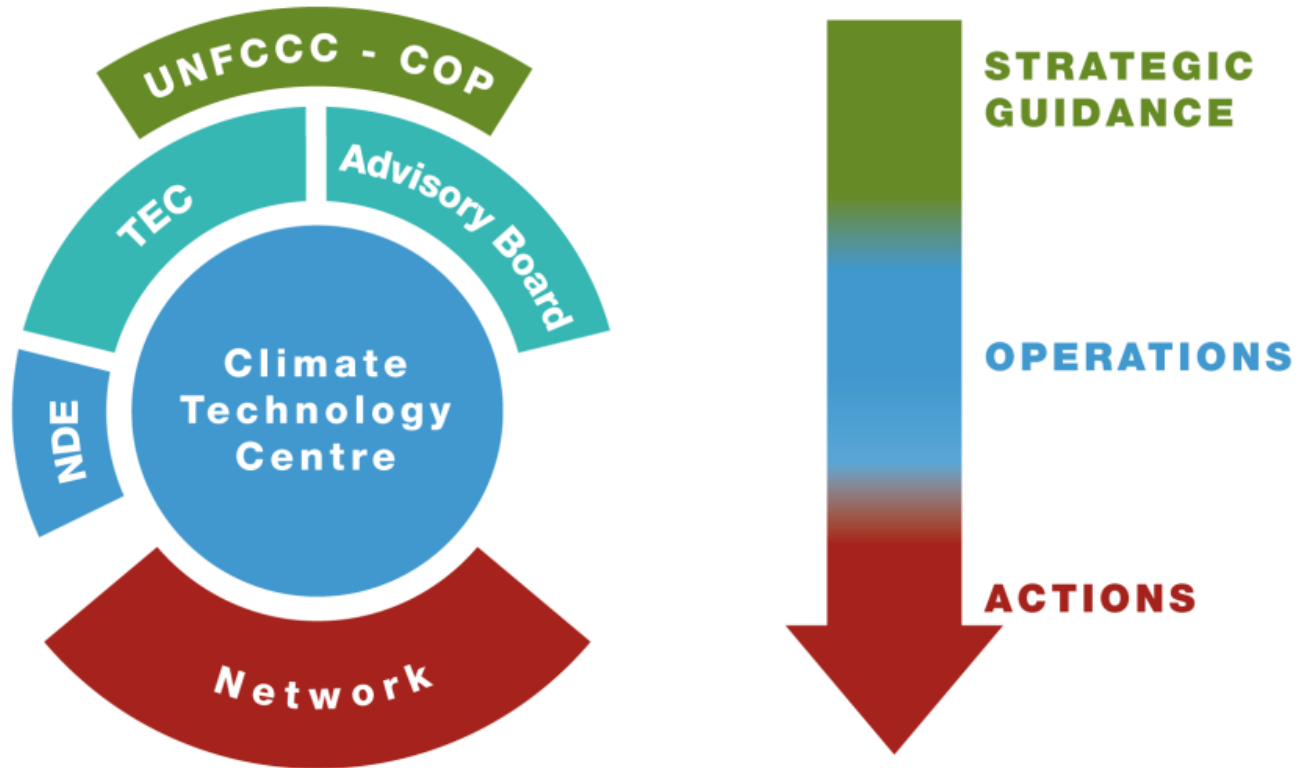 UNFCCC - COP
TEC
Advisory Board
NDE
Climate
Technology
Centre
Network
STRATEGIC
GUIDANCE
OPERATIONS
ACTIONS